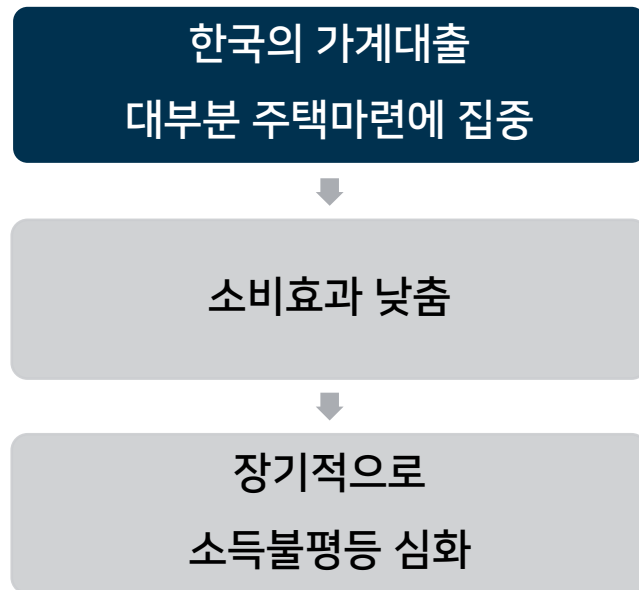 한국의 가계대출
대부분 주택마련에 집중
소비효과 낮춤
장기적으로
소득불평등 심화